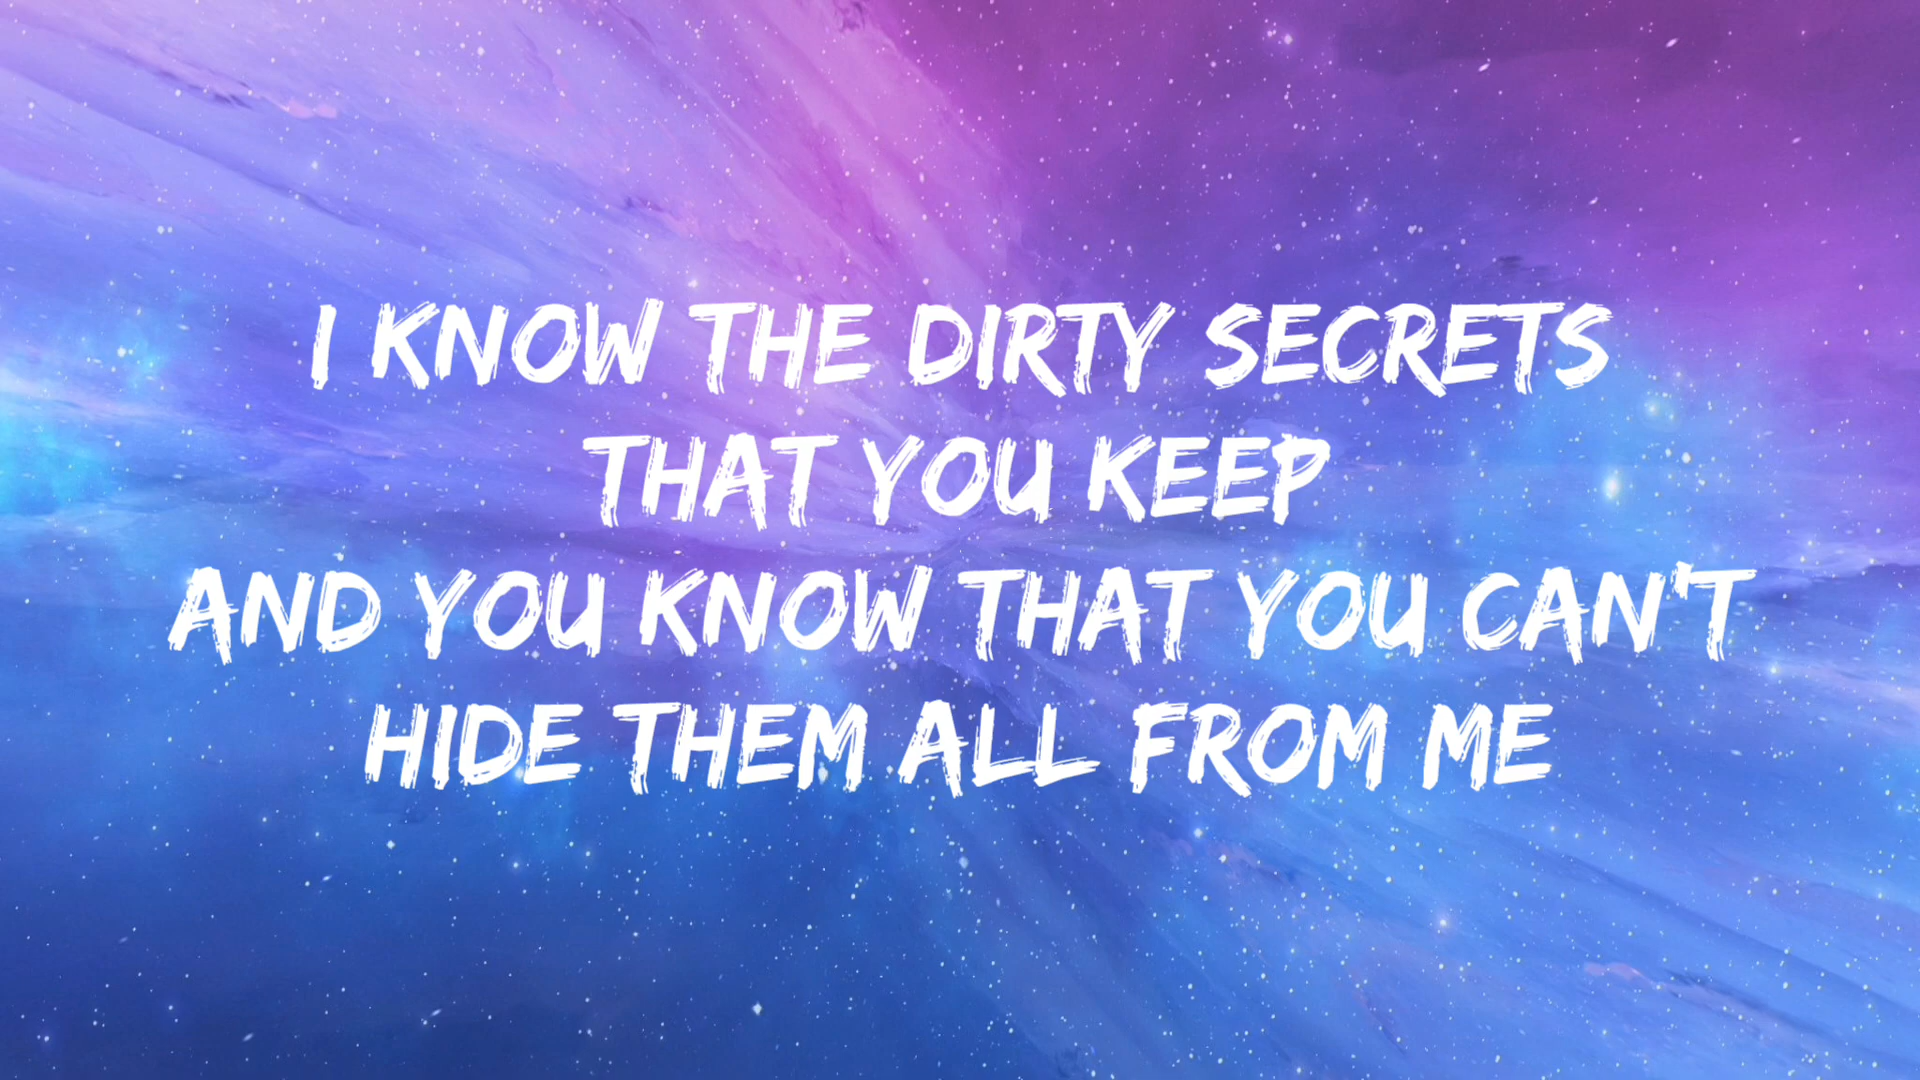 I KNOW THE DIRTY SECRETS
THAT YOU KEEP
AND YOU KNOW THAT YOU CAN'T
HIDE THEM ALL FROM ME